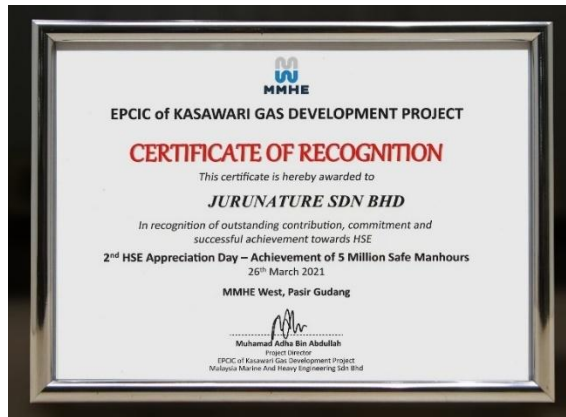 MMHE
EPCIC of KASAWARI GAS DEVELOPMENT PROJECT
CERTIFICATE OF RECOGNITION
This certificate is hereby awarded to
JURUNATURE SDN BHD
In recognition of outstanding contribution, commitment and
successful achievement towards HSE
2nd HSE Appreciation Day – Achievement of 5 Million Safe Manhours
26th March 2021
MMHE West, Pasir Gudang
Muhamad Adha Bin Abdullah
Project Director
EPCIC of Kasawari Gas Development Project
Malaysia Marine And Heavy Engineering Sdn Bhd